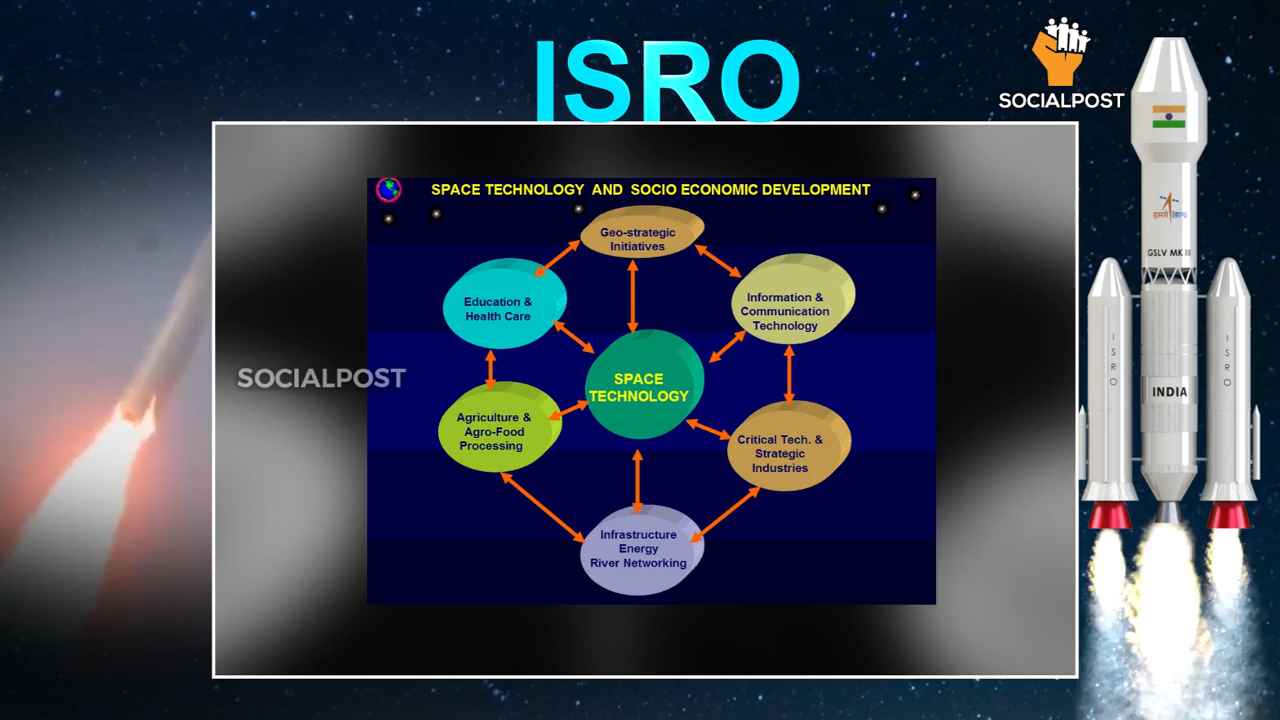 ISRO
SOCIALPOST
SPACE TECHNOLOGY AND SOCIO ECONOMIC DEVELOPMENT
Geo-strategic
Initiatives
Education &
Health Care
Information &
Communication
Technology
SPACE
TECHNOLOGY
Agriculture &
Agro-Food
Processing
Critical Tech. &
Strategic
Industries
Infrastructure
Energy
River Networking
SOCIALPOST
इसरो isro
GSLV MK III
ISRO
INDIA
ISRO